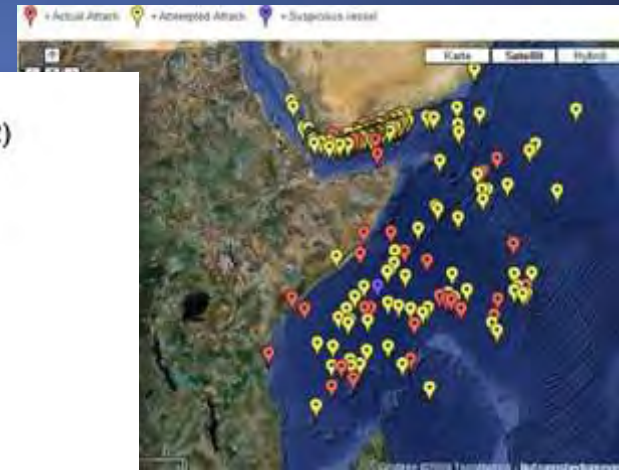 = Actual Attack = Attempted Attack = Suspicious vessel
Karte Satellit Hybrid
)